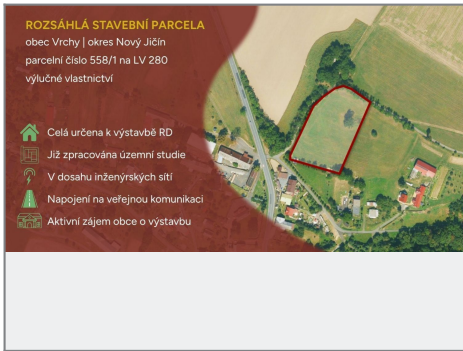 ROZSÁHLÁ STAVEBNÍ PARCELA
obec Vrchy | okres Nový Jičín
parcelní číslo 558/1 na LV 280
výlučné vlastnictví
Celá určena k výstavbě RD
Již zpracována územní studie
V dosahu inženýrských sítí
Napojení na veřejnou komunikaci
Aktivní zájem obce o výstavbu